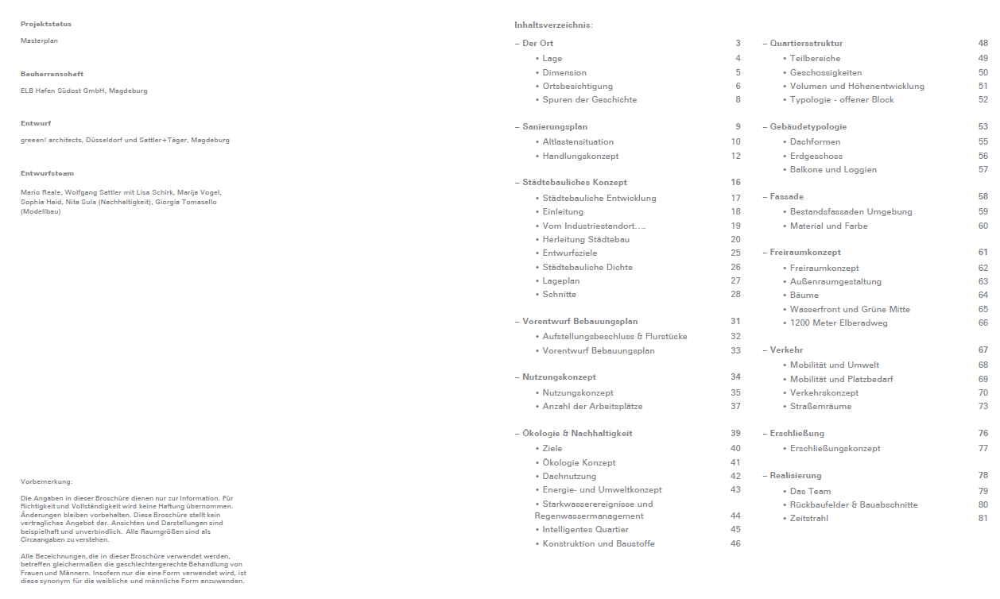 Projektstatus
Masterplan
Bauherrenschaft
ELB Hafen Südost GmbH, Magdeburg
Entwurf
greeen! architects, Düsseldorf und Sattler+Täger, Magdeburg
Entwurfsteam
Mario Reale, Wolfgang Sattler mit Lisa Schirk, Marija Vogel,
Sophia Haid, Nita Sula (Nachhaltigkeit), Giorgia Tomasello
(Modellbau)
Vorbemerkung:
Die Angaben in dieser Broschüre dienen nur zur Information. Für
Richtigkeit und Vollständigkeit wird keine Haftung übernommen.
Änderungen bleiben vorbehalten. Diese Broschüre stellt kein
vertragliches Angebot dar. Ansichten und Darstellungen sind
beispielhaft und unverbindlich. Alle Raumgrößen sind als
Circaangaben zu verstehen.
Alle Bezeichnungen, die in dieser Broschüre verwendet werden,
betreffen gleichermaßen die geschlechtergerechte Behandlung von
Frauen und Männern. Insofern nur die eine Form verwendet wird, ist
diese synonym für die weibliche und männliche Form anzuwenden.
Inhaltsverzeichnis:
– Der Ort 3
• Lage 4
• Dimension 5
• Ortsbesichtigung 6
• Spuren der Geschichte 8
– Sanierungsplan 9
• Altlastensituation 10
• Handlungskonzept 12
– Städtebauliches Konzept 16
• Städtebauliche Entwicklung 17
• Einleitung 18
• Vom Industriestandort.... 19
• Herleitung Städtebau 20
• Entwurfsziele 25
• Städtebauliche Dichte 26
• Lageplan 27
• Schnitte 28
– Vorentwurf Bebauungsplan 31
• Aufstellungsbeschluss & Flurstücke 32
• Vorentwurf Bebauungsplan 33
– Nutzungskonzept 34
• Nutzungskonzept 35
• Anzahl der Arbeitsplätze 37
– Ökologie & Nachhaltigkeit 39
• Ziele 40
• Ökologie Konzept 41
• Dachnutzung 42
• Energie- und Umweltkonzept 43
• Starkwasserereignisse und
Regenwassermanagement 44
• Intelligentes Quartier 45
• Konstruktion und Baustoffe 46
– Quartiersstruktur 48
• Teilbereiche 49
• Geschossigkeiten 50
• Volumen und Höhenentwicklung 51
• Typologie - offener Block 52
– Gebäudetypologie 53
• Dachformen 55
• Erdgeschoss 56
• Balkone und Loggien 57
– Fassade 58
• Bestandsfassaden Umgebung 59
• Material und Farbe 60
– Freiraumkonzept 61
• Freiraumkonzept 62
• Außenraumgestaltung 63
• Bäume 64
• Wasserfront und Grüne Mitte 65
• 1200 Meter Elberadweg 66
– Verkehr 67
• Mobilität und Umwelt 68
• Mobilität und Platzbedarf 69
• Verkehrskonzept 70
• Straßemräume 73
– Erschließung 76
• Erschließungskonzept 77
– Realisierung 78
• Das Team 79
• Rückbaufelder & Bauabschnitte 80
• Zeitstrahl 81